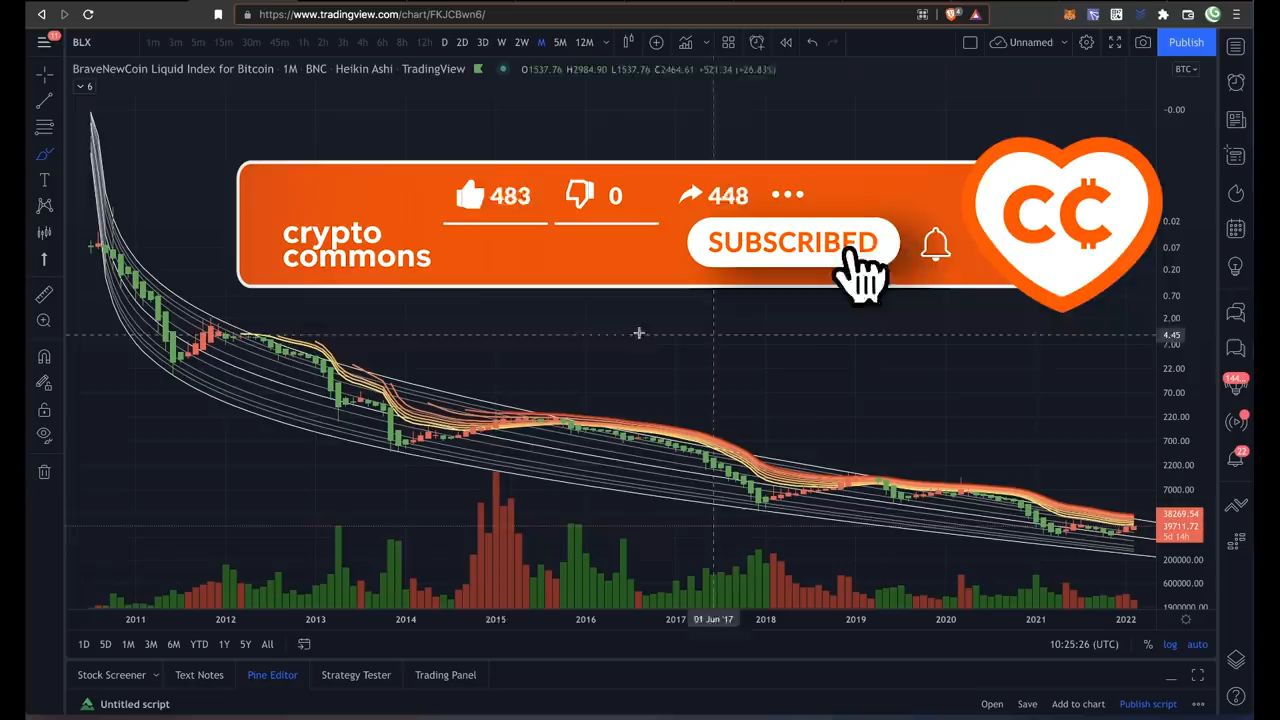 https://www.tradingview.com/chart/FKJCBwn6/
4
11
BLX
1m 3m 5m 15m 30m 45m 1h 2h 3h 4h 6h 8h 12h D 2D 3D W 2W M 5M 12M
Unnamed
Publish
BraveNewCoin Liquid Index for Bitcoin · 1M · BNC · Heikin Ashi · TradingView
O1537.76 H2984.90 L1537.76 C2464.61 +521.34 (+26.83%)
BTC
6
-0.00
483 0 448
crypto
commons
SUBSCRIBED
CC
0.02
0.07
0.20
0.70
2.00
4.45
7.00
22.00
70.00
144...
220.00
700.00
22
2200.00
7000.00
38269.54
39711.72
5d 14h
200000.00
600000.00
1900000.00
2011 2012 2013 2014 2015 2016 2017 01 Jun '17 2018 2019 2020 2021 2022
1D 5D 1M 3M 6M YTD 1Y 5Y All
10:25:26 (UTC) % log auto
Stock Screener Text Notes Pine Editor Strategy Tester Trading Panel
Untitled script
Open Save Add to chart Publish script